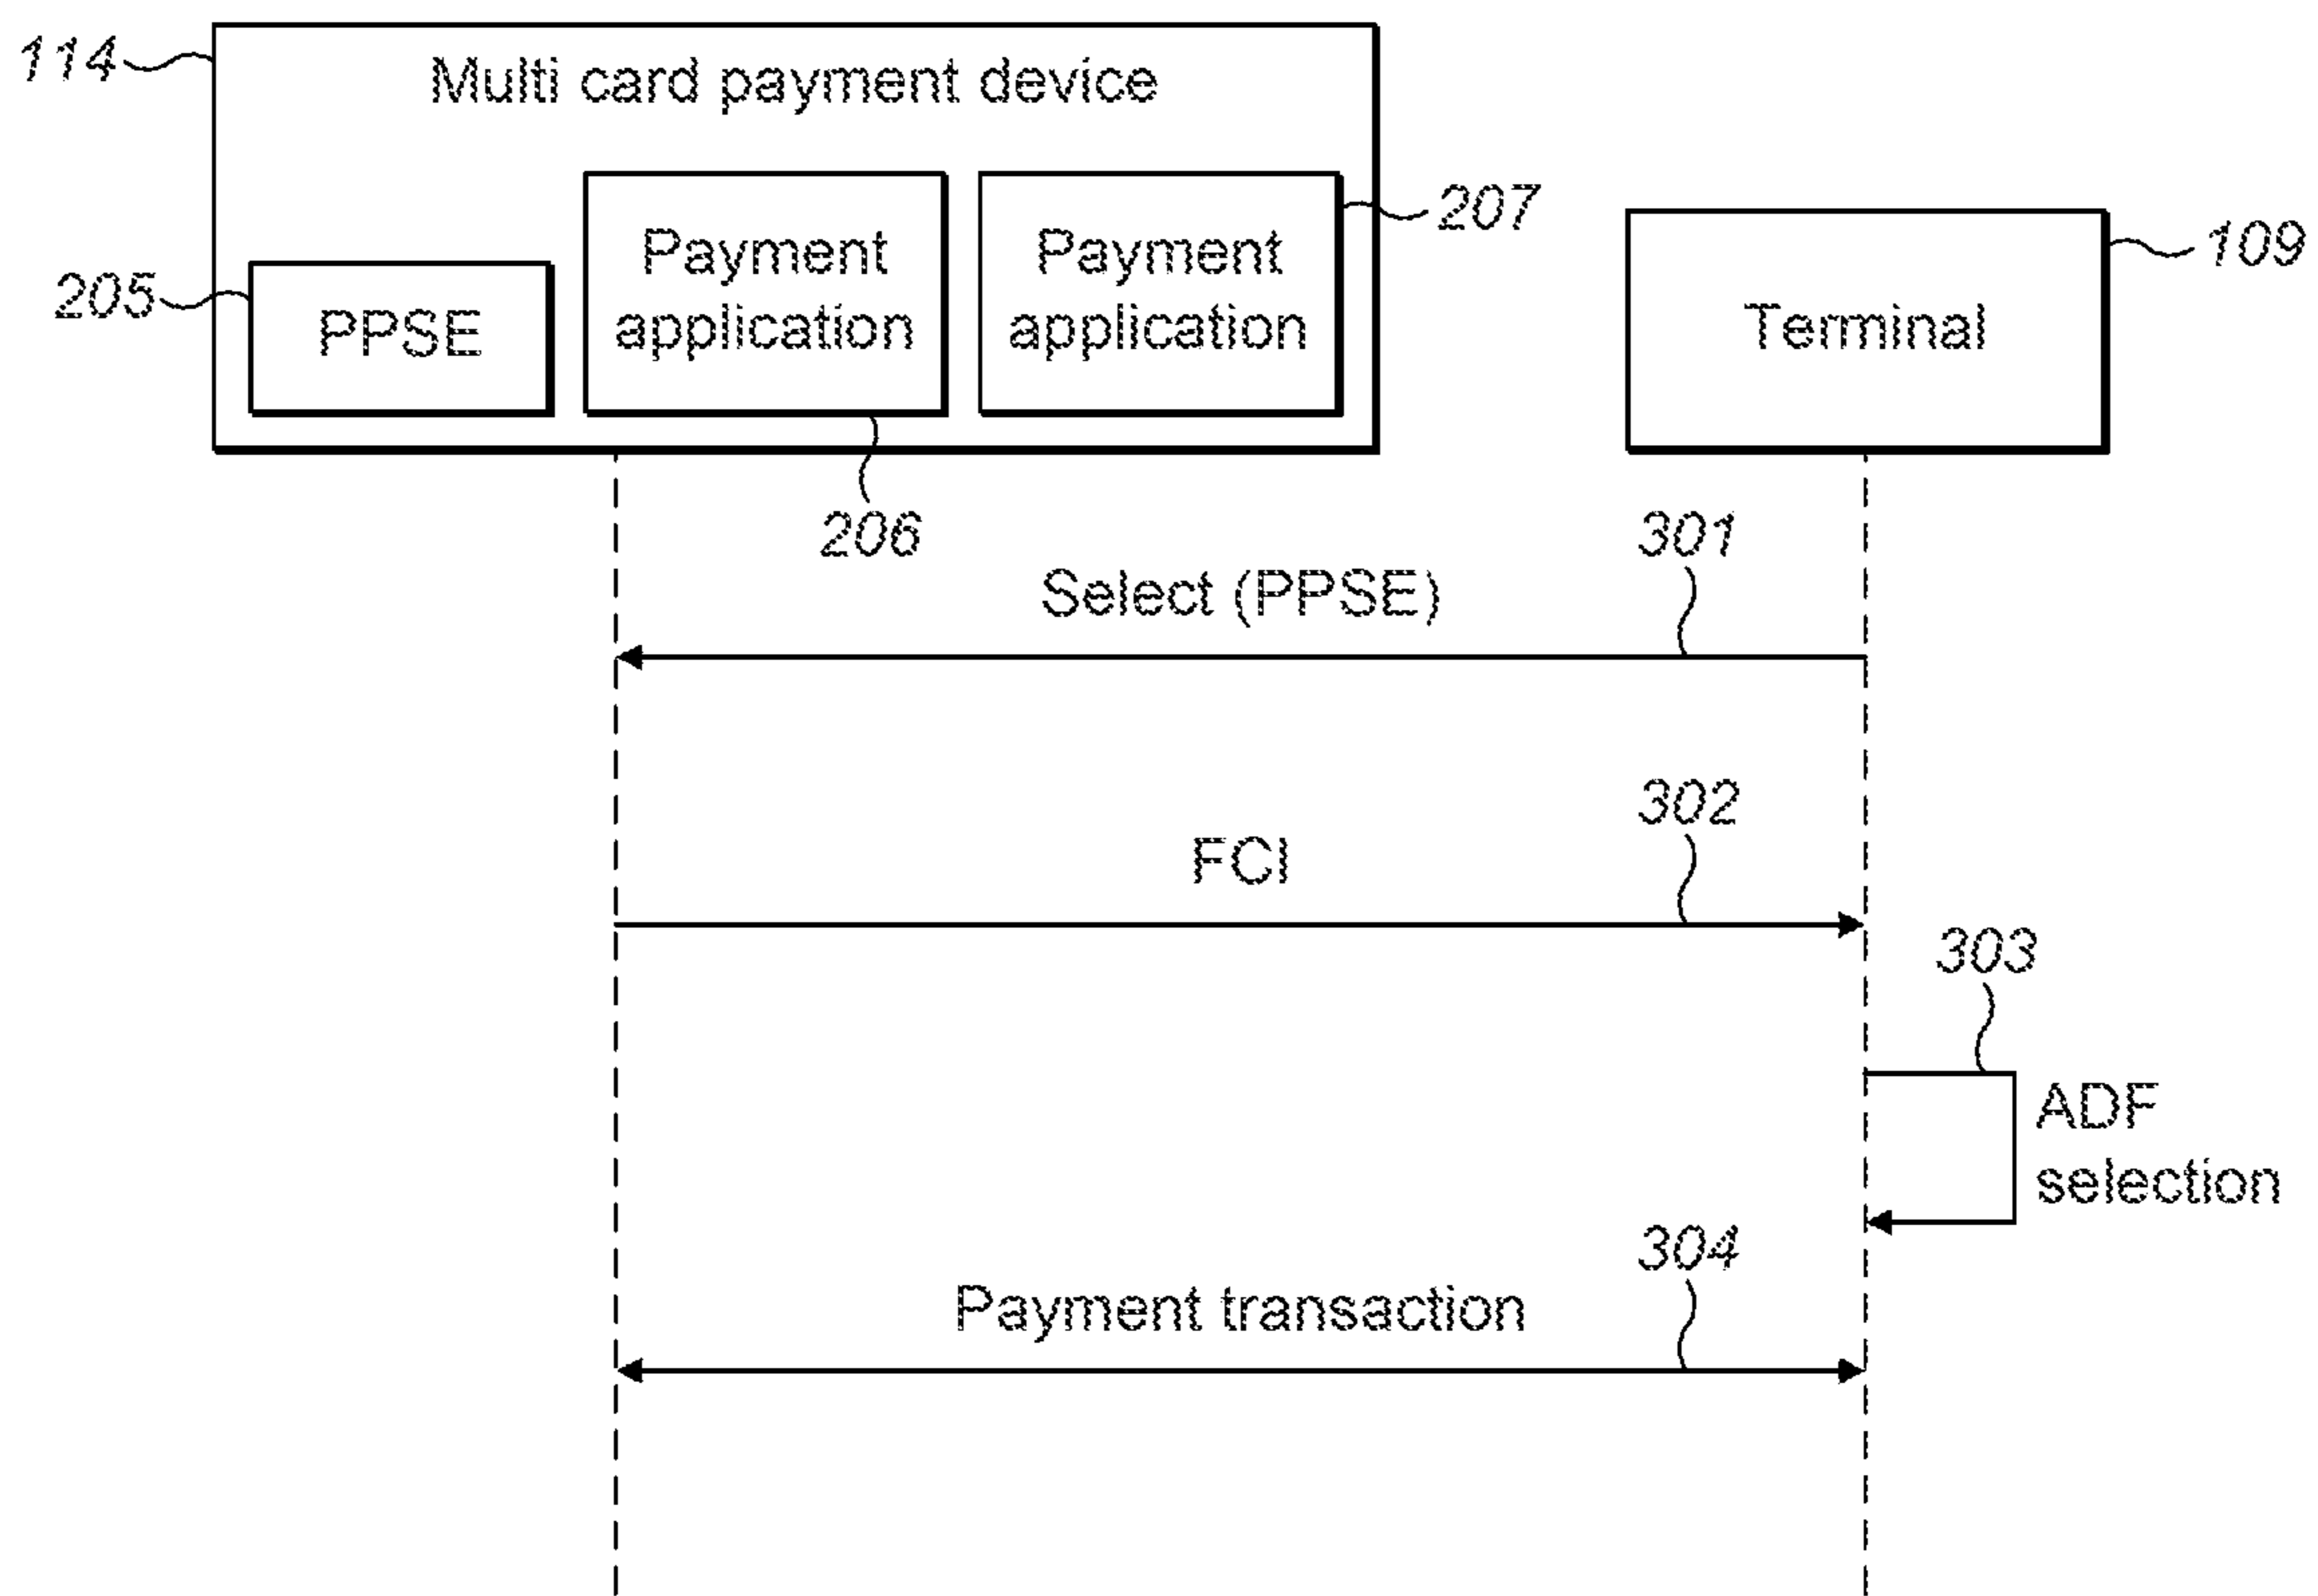 114
Multi card payment device
207
109
205
PPSE
Payment
application
Payment
application
Terminal
206
301
Select (PPSE)
302
FCI
303
ADF
selection
304
Payment transaction